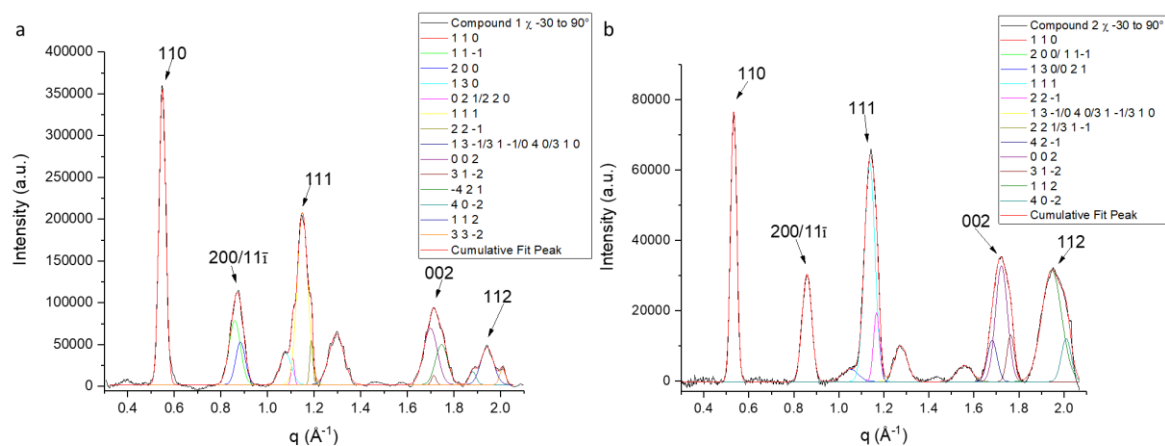 a
Intensity (a.u.)
400000
350000
300000
250000
200000
150000
100000
50000
0
0.4
0.6
0.8
1.0
1.2
1.4
1.6
1.8
2.0
q (Å⁻¹)
110
200/11ī
111
002
112
Compound 1 χ -30 to 90°
1 1 0
1 1 -1
2 0 0
1 3 0
0 2 1/2 2 0
1 1 1
2 2 -1
1 3 -1/3 1 -1/0 4 0/3 1 0
0 0 2
3 1 -2
-4 2 1
4 0 -2
1 1 2
3 3 -2
Cumulative Fit Peak
b
Intensity (a.u.)
80000
60000
40000
20000
0
0.4
0.6
0.8
1.0
1.2
1.4
1.6
1.8
2.0
q (Å⁻¹)
110
200/11ī
111
002
112
Compound 2 χ -30 to 90°
1 1 0
2 0 0/ 1 1-1
1 3 0/0 2 1
1 1 1
2 2 -1
1 3 -1/0 4 0/3 1 -1/3 1 0
2 2 1/3 1 -1
4 2 -1
0 0 2
3 1 -2
1 1 2
4 0 -2
Cumulative Fit Peak